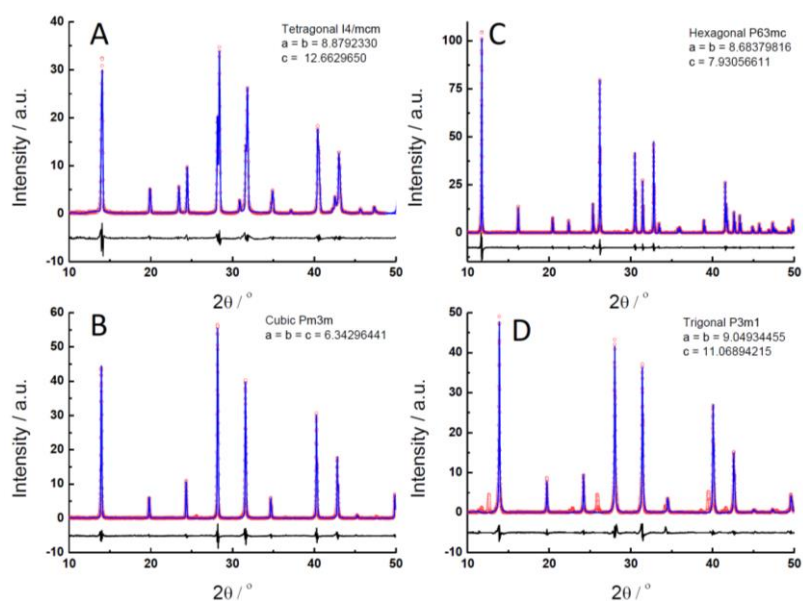 A
Tetragonal I4/mcm
a = b = 8.8792330
c = 12.6629650
Intensity / a.u.
40
30
20
10
0
-10
10 20 30 40 50
2θ / °
C
Hexagonal P63mc
a = b = 8.68379816
c = 7.93056611
Intensity / a.u.
100
75
50
25
0
10 20 30 40 50
2θ / °
B
Cubic Pm3m
a = b = c = 6.34296441
Intensity / a.u.
60
50
40
30
20
10
0
-10
10 20 30 40 50
2θ / °
D
Trigonal P3m1
a = b = 9.04934455
c = 11.06894215
Intensity / a.u.
50
40
30
20
10
0
-10
10 20 30 40 50
2θ / °